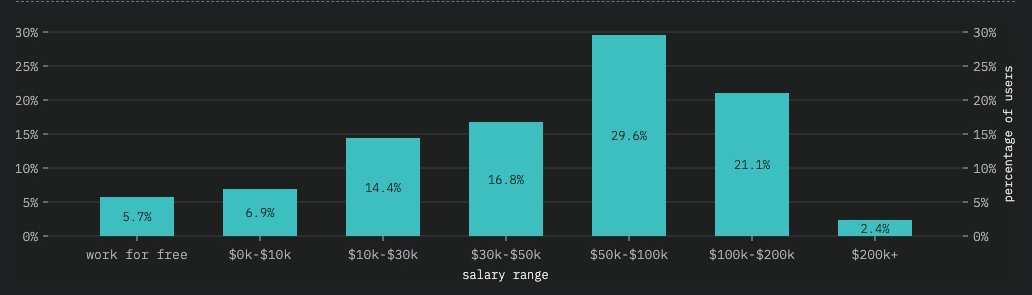 30%
25%
20%
15%
10%
5%
0%
5.7%
6.9%
14.4%
16.8%
29.6%
21.1%
2.4%
30%
25%
20%
15%
10%
5%
0%
percentage of users
work for free
$0k-$10k
$10k-$30k
$30k-$50k
$50k-$100k
$100k-$200k
$200k+
salary range